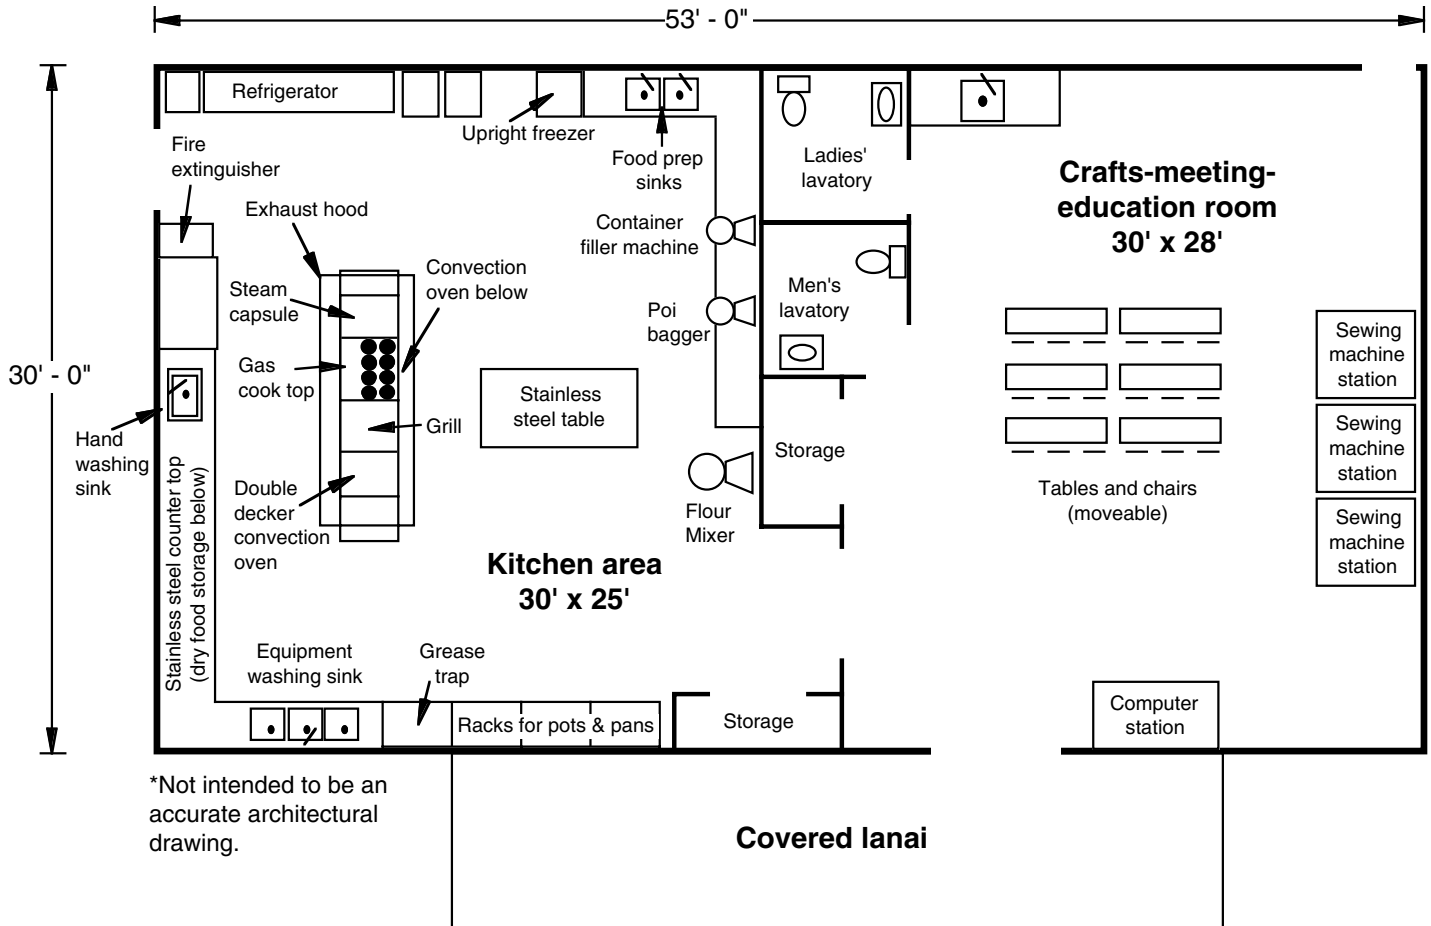 53' - 0"
30' - 0"
Refrigerator
Upright freezer
Food prep
sinks
Fire
extinguisher
Exhaust hood
Steam
capsule
Convection
oven below
Gas
cook top
Grill
Double
decker
convection
oven
Stainless
steel table
Container
filler machine
Poi
bagger
Flour
Mixer
Hand
washing
sink
Stainless steel counter top
(dry food storage below)
Kitchen area
30' x 25'
Equipment
washing sink
Grease
trap
Racks for pots & pans
Storage
Ladies'
lavatory
Men's
lavatory
Storage
Crafts-meeting-
education room
30' x 28'
Tables and chairs
(moveable)
Sewing
machine
station
Sewing
machine
station
Sewing
machine
station
Computer
station
*Not intended to be an
accurate architectural
drawing.
Covered lanai